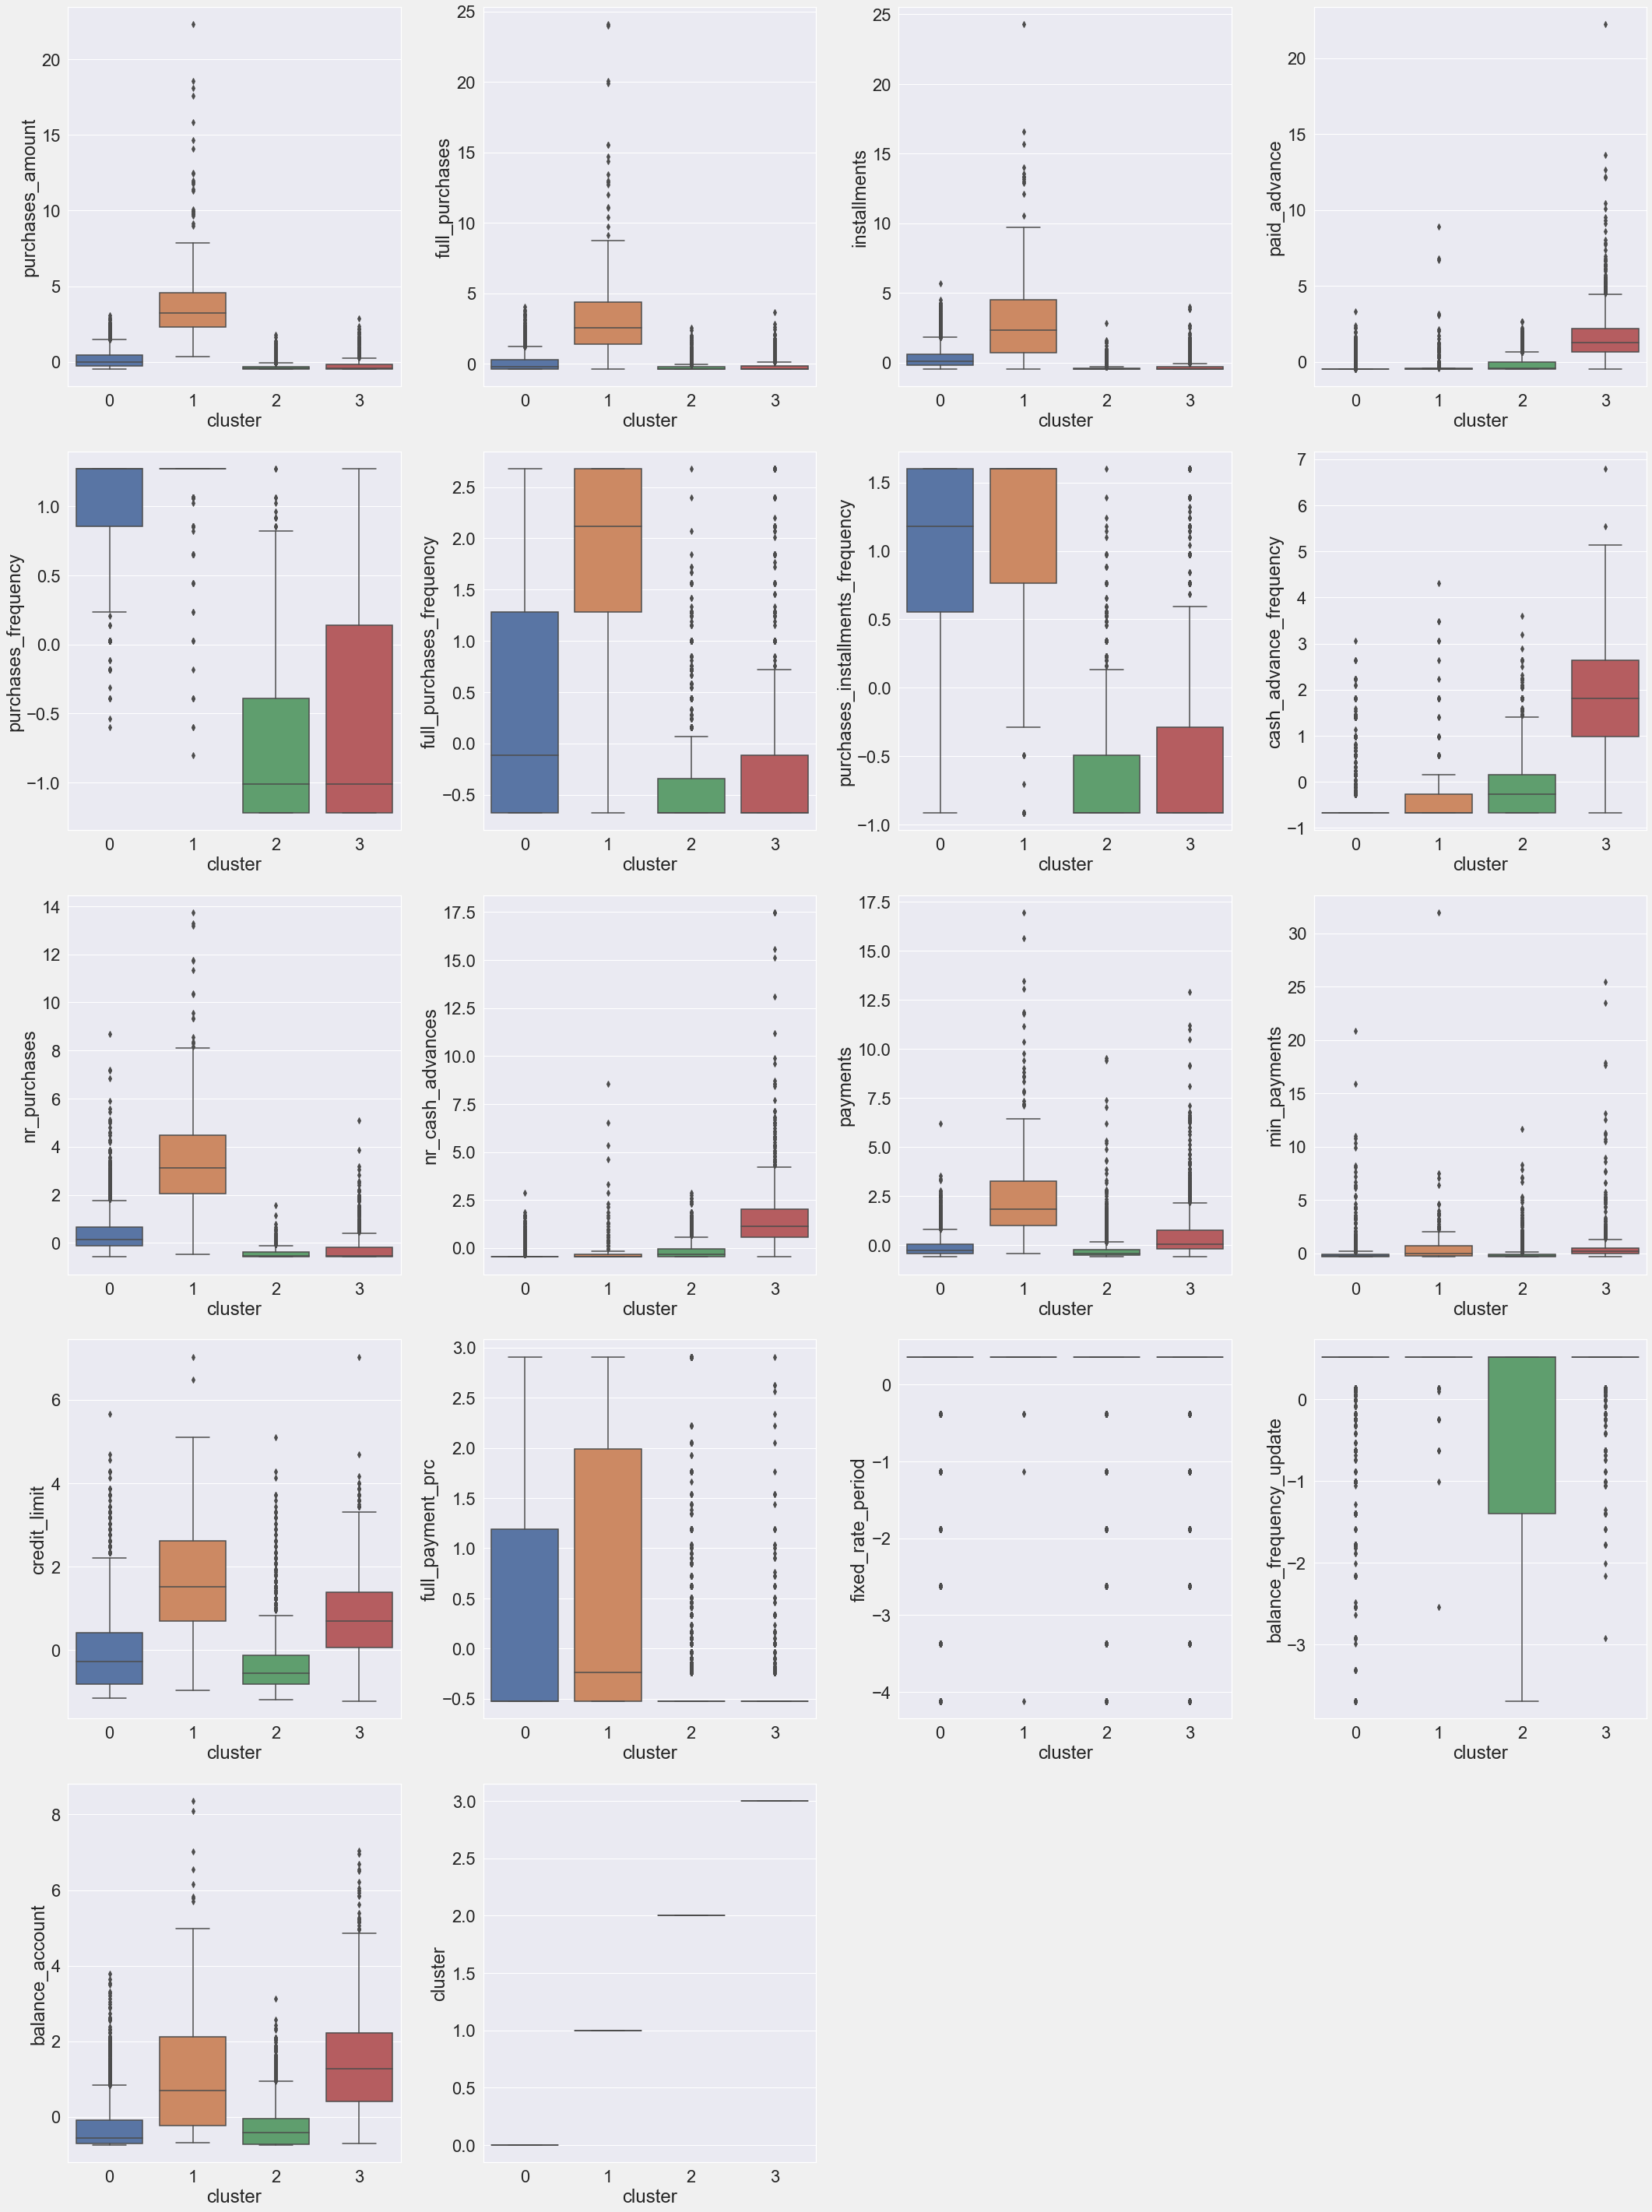 purchases_amount
20
15
10
5
0
0 1 2 3
cluster
full_purchases
25
20
15
10
5
0
0 1 2 3
cluster
installments
25
20
15
10
5
0
0 1 2 3
cluster
paid_advance
20
15
10
5
0
0 1 2 3
cluster
purchases_frequency
1.0
0.5
0.0
−0.5
−1.0
0 1 2 3
cluster
full_purchases_frequency
2.5
2.0
1.5
1.0
0.5
0.0
−0.5
0 1 2 3
cluster
purchases_installments_frequency
1.5
1.0
0.5
0.0
−0.5
−1.0
0 1 2 3
cluster
cash_advance_frequency
7
6
5
4
3
2
1
0
−1
0 1 2 3
cluster
nr_purchases
14
12
10
8
6
4
2
0
0 1 2 3
cluster
nr_cash_advances
17.5
15.0
12.5
10.0
7.5
5.0
2.5
0.0
0 1 2 3
cluster
payments
17.5
15.0
12.5
10.0
7.5
5.0
2.5
0.0
0 1 2 3
cluster
min_payments
30
25
20
15
10
5
0
0 1 2 3
cluster
credit_limit
6
4
2
0
0 1 2 3
cluster
full_payment_prc
3.0
2.5
2.0
1.5
1.0
0.5
0.0
−0.5
0 1 2 3
cluster
fixed_rate_period
0
−1
−2
−3
−4
0 1 2 3
cluster
balance_frequency_update
0
−1
−2
−3
0 1 2 3
cluster
balance_account
8
6
4
2
0
0 1 2 3
cluster
cluster
3.0
2.5
2.0
1.5
1.0
0.5
0.0
0 1 2 3
cluster